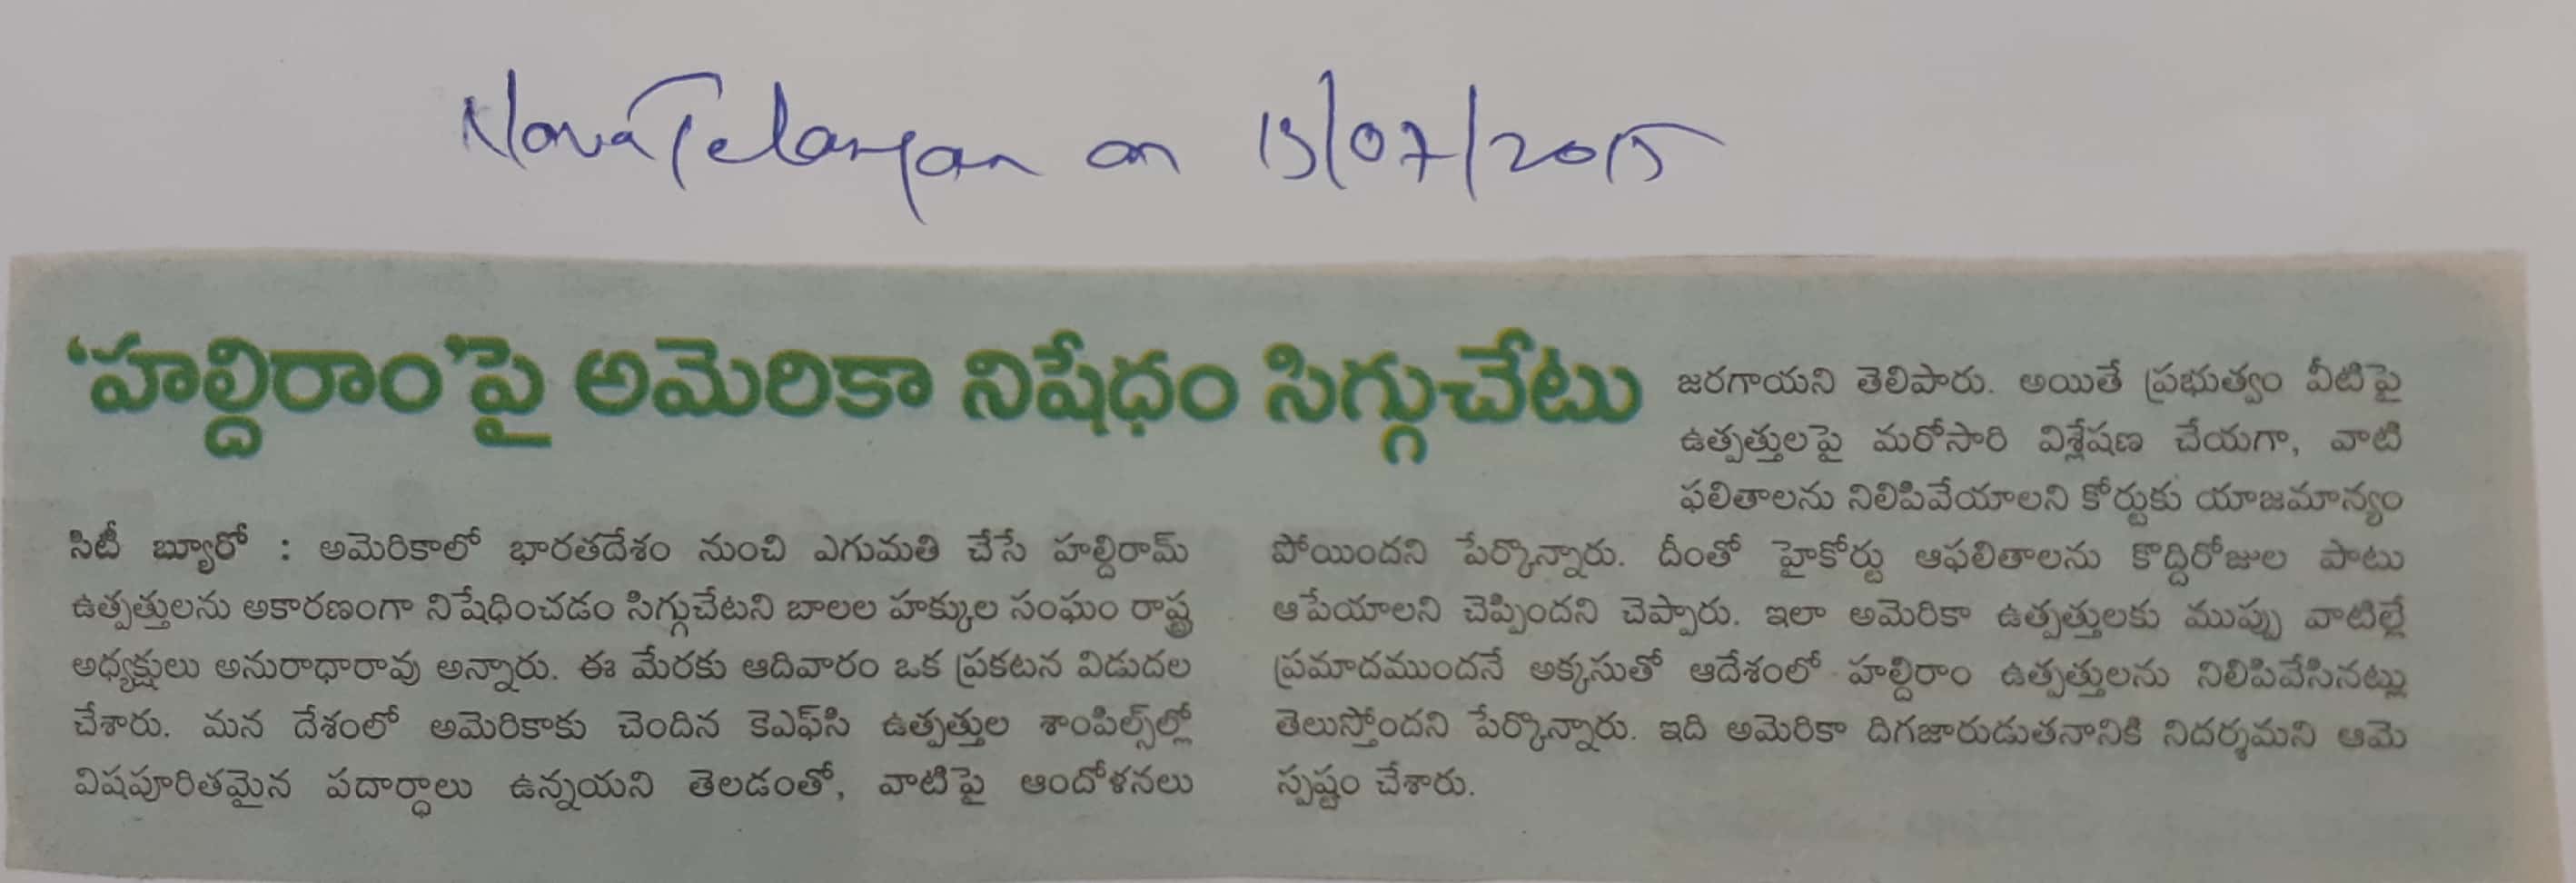 Nava Telangana on 13/07/2015
‘హల్దిరాం’పై అమెరికా నిషేధం సిగ్గుచేటు
సిటీ బ్యూరో : అమెరికాలో భారతదేశం నుంచి ఎగుమతి చేసే హల్దిరామ్
ఉత్పత్తులను అకారణంగా నిషేధించడం సిగ్గుచేటని బాలల హక్కుల సంఘం రాష్ట్ర
అధ్యక్షులు అనురాధారావు అన్నారు. ఈ మేరకు ఆదివారం ఒక ప్రకటన విడుదల
చేశారు. మన దేశంలో అమెరికాకు చెందిన కెఎఫ్‌సి ఉత్పత్తుల శాంపిల్స్‌ల్లో
విషపూరితమైన పదార్ధాలు ఉన్నయని తెలడంతో, వాటిపై ఆందోళనలు
జరగాయని తెలిపారు. అయితే ప్రభుత్వం వీటిపై
ఉత్పత్తులపై మరోసారి విశ్లేషణ చేయగా, వాటి
ఫలితాలను నిలిపివేయాలని కోర్టుకు యాజమాన్యం
పోయిందని పేర్కొన్నారు. దీంతో హైకోర్టు ఆఫలితాలను కొద్దిరోజుల పాటు
ఆపేయాలని చెప్పిందని చెప్పారు. ఇలా అమెరికా ఉత్పత్తులకు ముప్పు వాటిల్లే
ప్రమాదముందనే అక్కసుతో ఆదేశంలో హల్దిరాం ఉత్పత్తులను నిలిపివేసినట్లు
తెలుస్తోందని పేర్కొన్నారు. ఇది అమెరికా దిగజారుడుతనానికి నిదర్శమని ఆమె
స్పష్టం చేశారు.